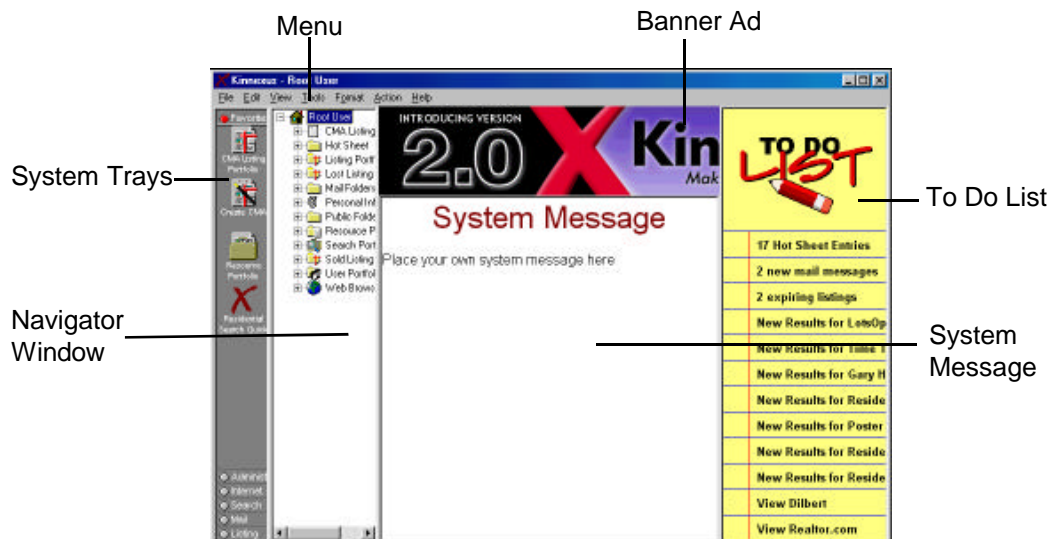 Menu
Banner Ad
System Trays
Navigator
Window
To Do List
System
Message
Kinnexus - Root User
File Edit View Tools Format Action Help
Favorite
CMA Listing
Portfolio
Create CMA
Resource
Portfolio
Residential
Search Quick
Administ
Internet
Search
Mail
Listing
Root User
CMA Listing
Hot Sheet
Listing Portf
Lost Listing
Mail Folders
Personal Inf
Public Folde
Resource P
Search Port
Sold Listing
User Portfol
Web Brows
INTRODUCING VERSION
2.0
X Kin
Mak
System Message
Place your own system message here
TO DO
LIST
17 Hot Sheet Entries
2 new mail messages
2 expiring listings
New Results for LotsOp
New Results for Time T
New Results for Gary H
New Results for Reside
New Results for Poster
New Results for Reside
New Results for Reside
View Dilbert
View Realtor.com